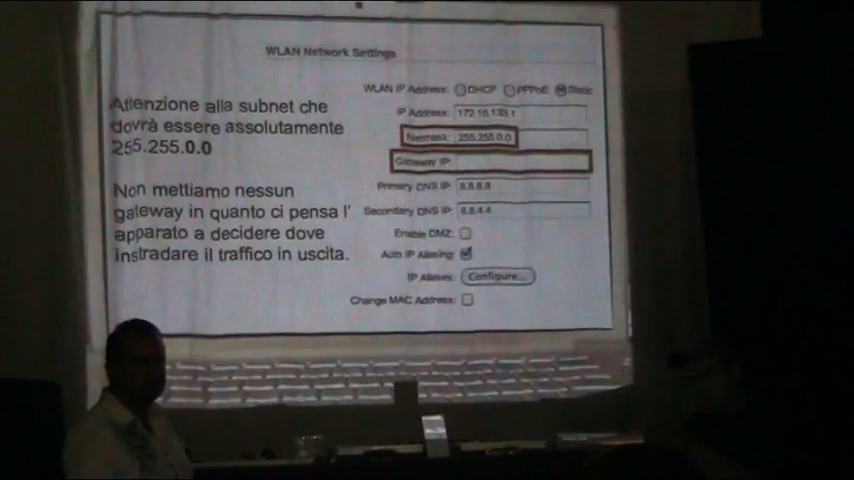 WLAN Network Settings
Attenzione alla subnet che
dovrà essere assolutamente
255.255.0.0
Non mettiamo nessun
gateway in quanto ci pensa l'
apparato a decidere dove
instradare il traffico in uscita.
WLAN IP Address: DHCP PPPoE Static
IP Address: 172.16.133.1
Netmask: 255.255.0.0
Gateway IP:
Primary DNS IP: 8.8.8.8
Secondary DNS IP: 8.8.4.4
Enable DMZ:
Auto IP Aliasing:
IP Aliases: Configure...
Change MAC Address: